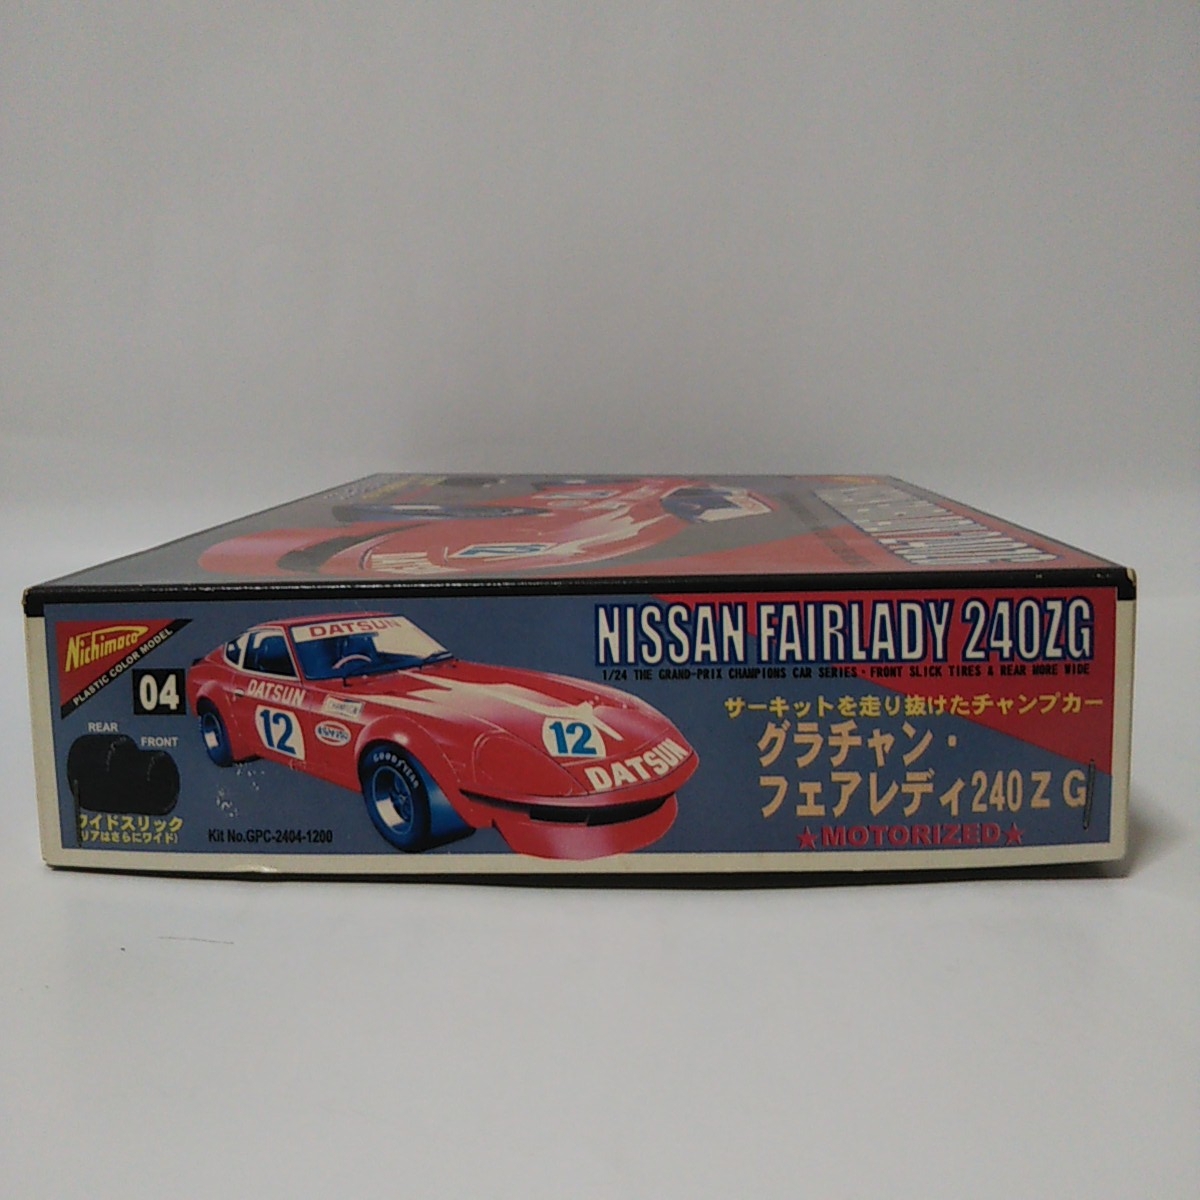 Nichimoco
PLASTIC COLOR MODEL
04
REAR
FRONT
ワイドスリック
(リアはさらにワイド)
Kit No.GPC-2404-1200
DATSUN
DATSUN
12
GOODYEAR
12
DATSUN
NISSAN FAIRLADY 240ZG
1/24 THE GRAND-PRIX CHAMPIONS CAR SERIES・FRONT SLICK TIRES & REAR MORE WIDE
サーキットを走り抜けたチャンプカー
グラチャン・
フェアレディ240ZG
★MOTORIZED★